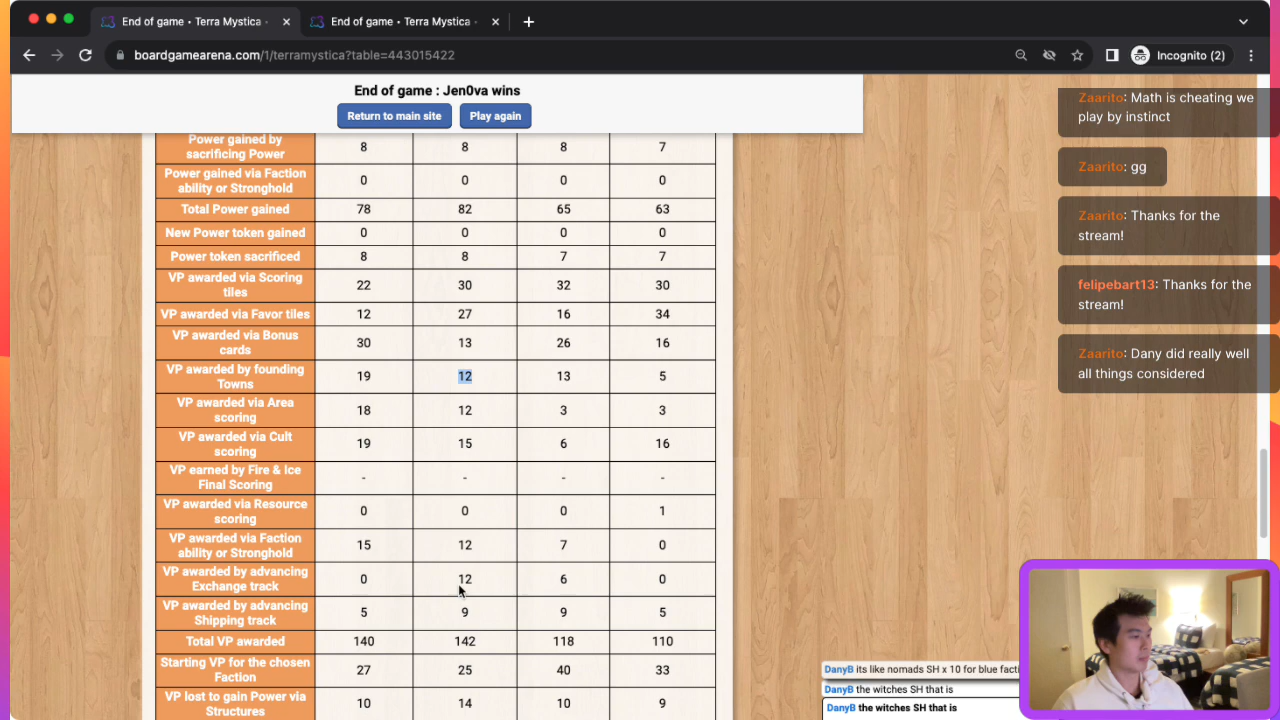 End of game • Terra Mystica •
End of game • Terra Mystica •
boardgamearena.com/1/terramystica?table=443015422
Incognito (2)
End of game : Jen0va wins
Return to main site
Play again
Power gained by
sacrificing Power
8 8 8 7
Power gained via Faction
ability or Stronghold
0 0 0 0
Total Power gained 78 82 65 63
New Power token gained 0 0 0 0
Power token sacrificed 8 8 7 7
VP awarded via Scoring
tiles
22 30 32 30
VP awarded via Favor tiles 12 27 16 34
VP awarded via Bonus
cards
30 13 26 16
VP awarded by founding
Towns
19 12 13 5
VP awarded via Area
scoring
18 12 3 3
VP awarded via Cult
scoring
19 15 6 16
VP earned by Fire & Ice
Final Scoring
- - - -
VP awarded via Resource
scoring
0 0 0 1
VP awarded via Faction
ability or Stronghold
15 12 7 0
VP awarded by advancing
Exchange track
0 12 6 0
VP awarded by advancing
Shipping track
5 9 9 5
Total VP awarded 140 142 118 110
Starting VP for the chosen
Faction
27 25 40 33
VP lost to gain Power via
Structures
10 14 10 9
Zaarito: Math is cheating we
play by instinct
Zaarito: gg
Zaarito: Thanks for the
stream!
felipebart13: Thanks for the
stream!
Zaarito: Dany did really well
all things considered
DanyB its like nomads SH x 10 for blue facti
DanyB the witches SH that is
DanyB the witches SH that is